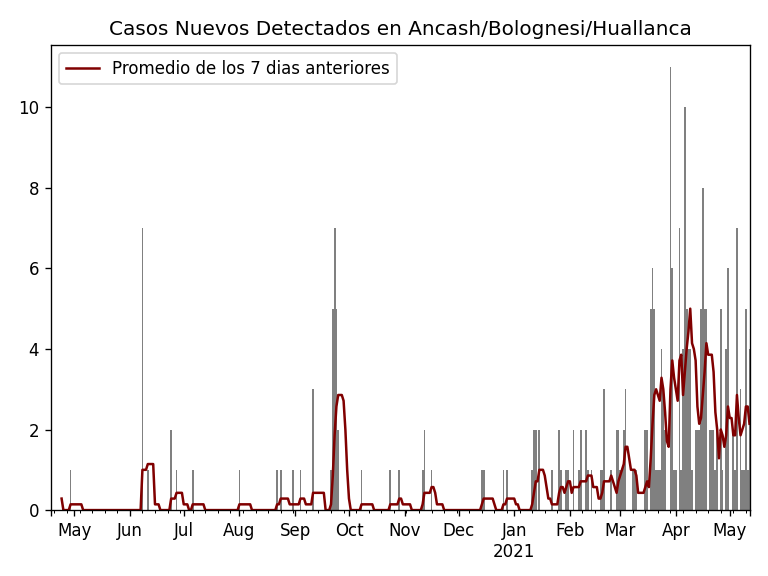 Casos Nuevos Detectados en Ancash/Bolognesi/Huallanca
Promedio de los 7 dias anteriores
10
8
6
4
2
0
May Jun Jul Aug Sep Oct Nov Dec Jan Feb Mar Apr May
2021